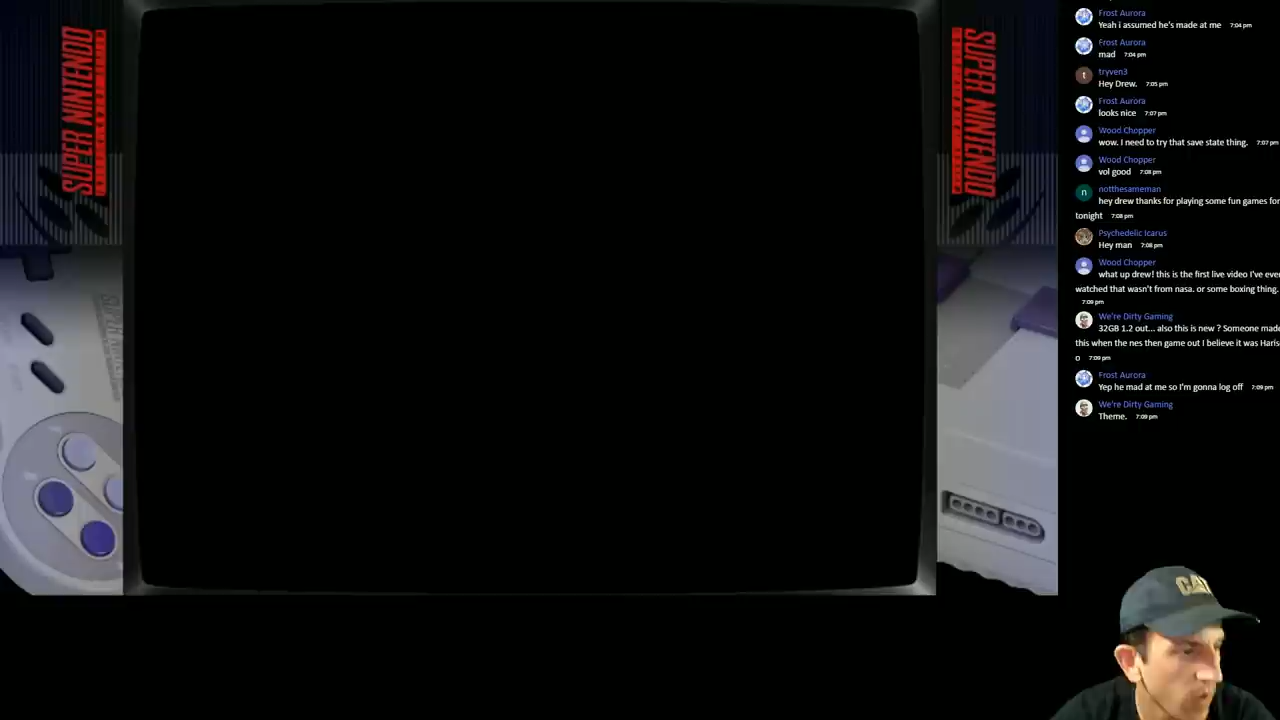 SUPER NINTENDO
SUPER NINTENDO
Frost Aurora
Yeah i assumed he's made at me 7:04 pm
Frost Aurora
mad 7:04 pm
t
tryven3
Hey Drew. 7:05 pm
Frost Aurora
looks nice 7:07 pm
Wood Chopper
wow. I need to try that save state thing. 7:07 pm
Wood Chopper
vol good 7:08 pm
n
notthesameman
hey drew thanks for playing some fun games for
tonight 7:08 pm
Psychedelic Icarus
Hey man 7:08 pm
Wood Chopper
what up drew! this is the first live video I've ever
watched that wasn't from nasa. or some boxing thing.
7:09 pm
We're Dirty Gaming
32GB 1.2 out... also this is new ? Someone made
this when the nes then game out I believe it was Haris
o 7:09 pm
Frost Aurora
Yep he mad at me so I'm gonna log off 7:09 pm
We're Dirty Gaming
Theme. 7:09 pm
CAT